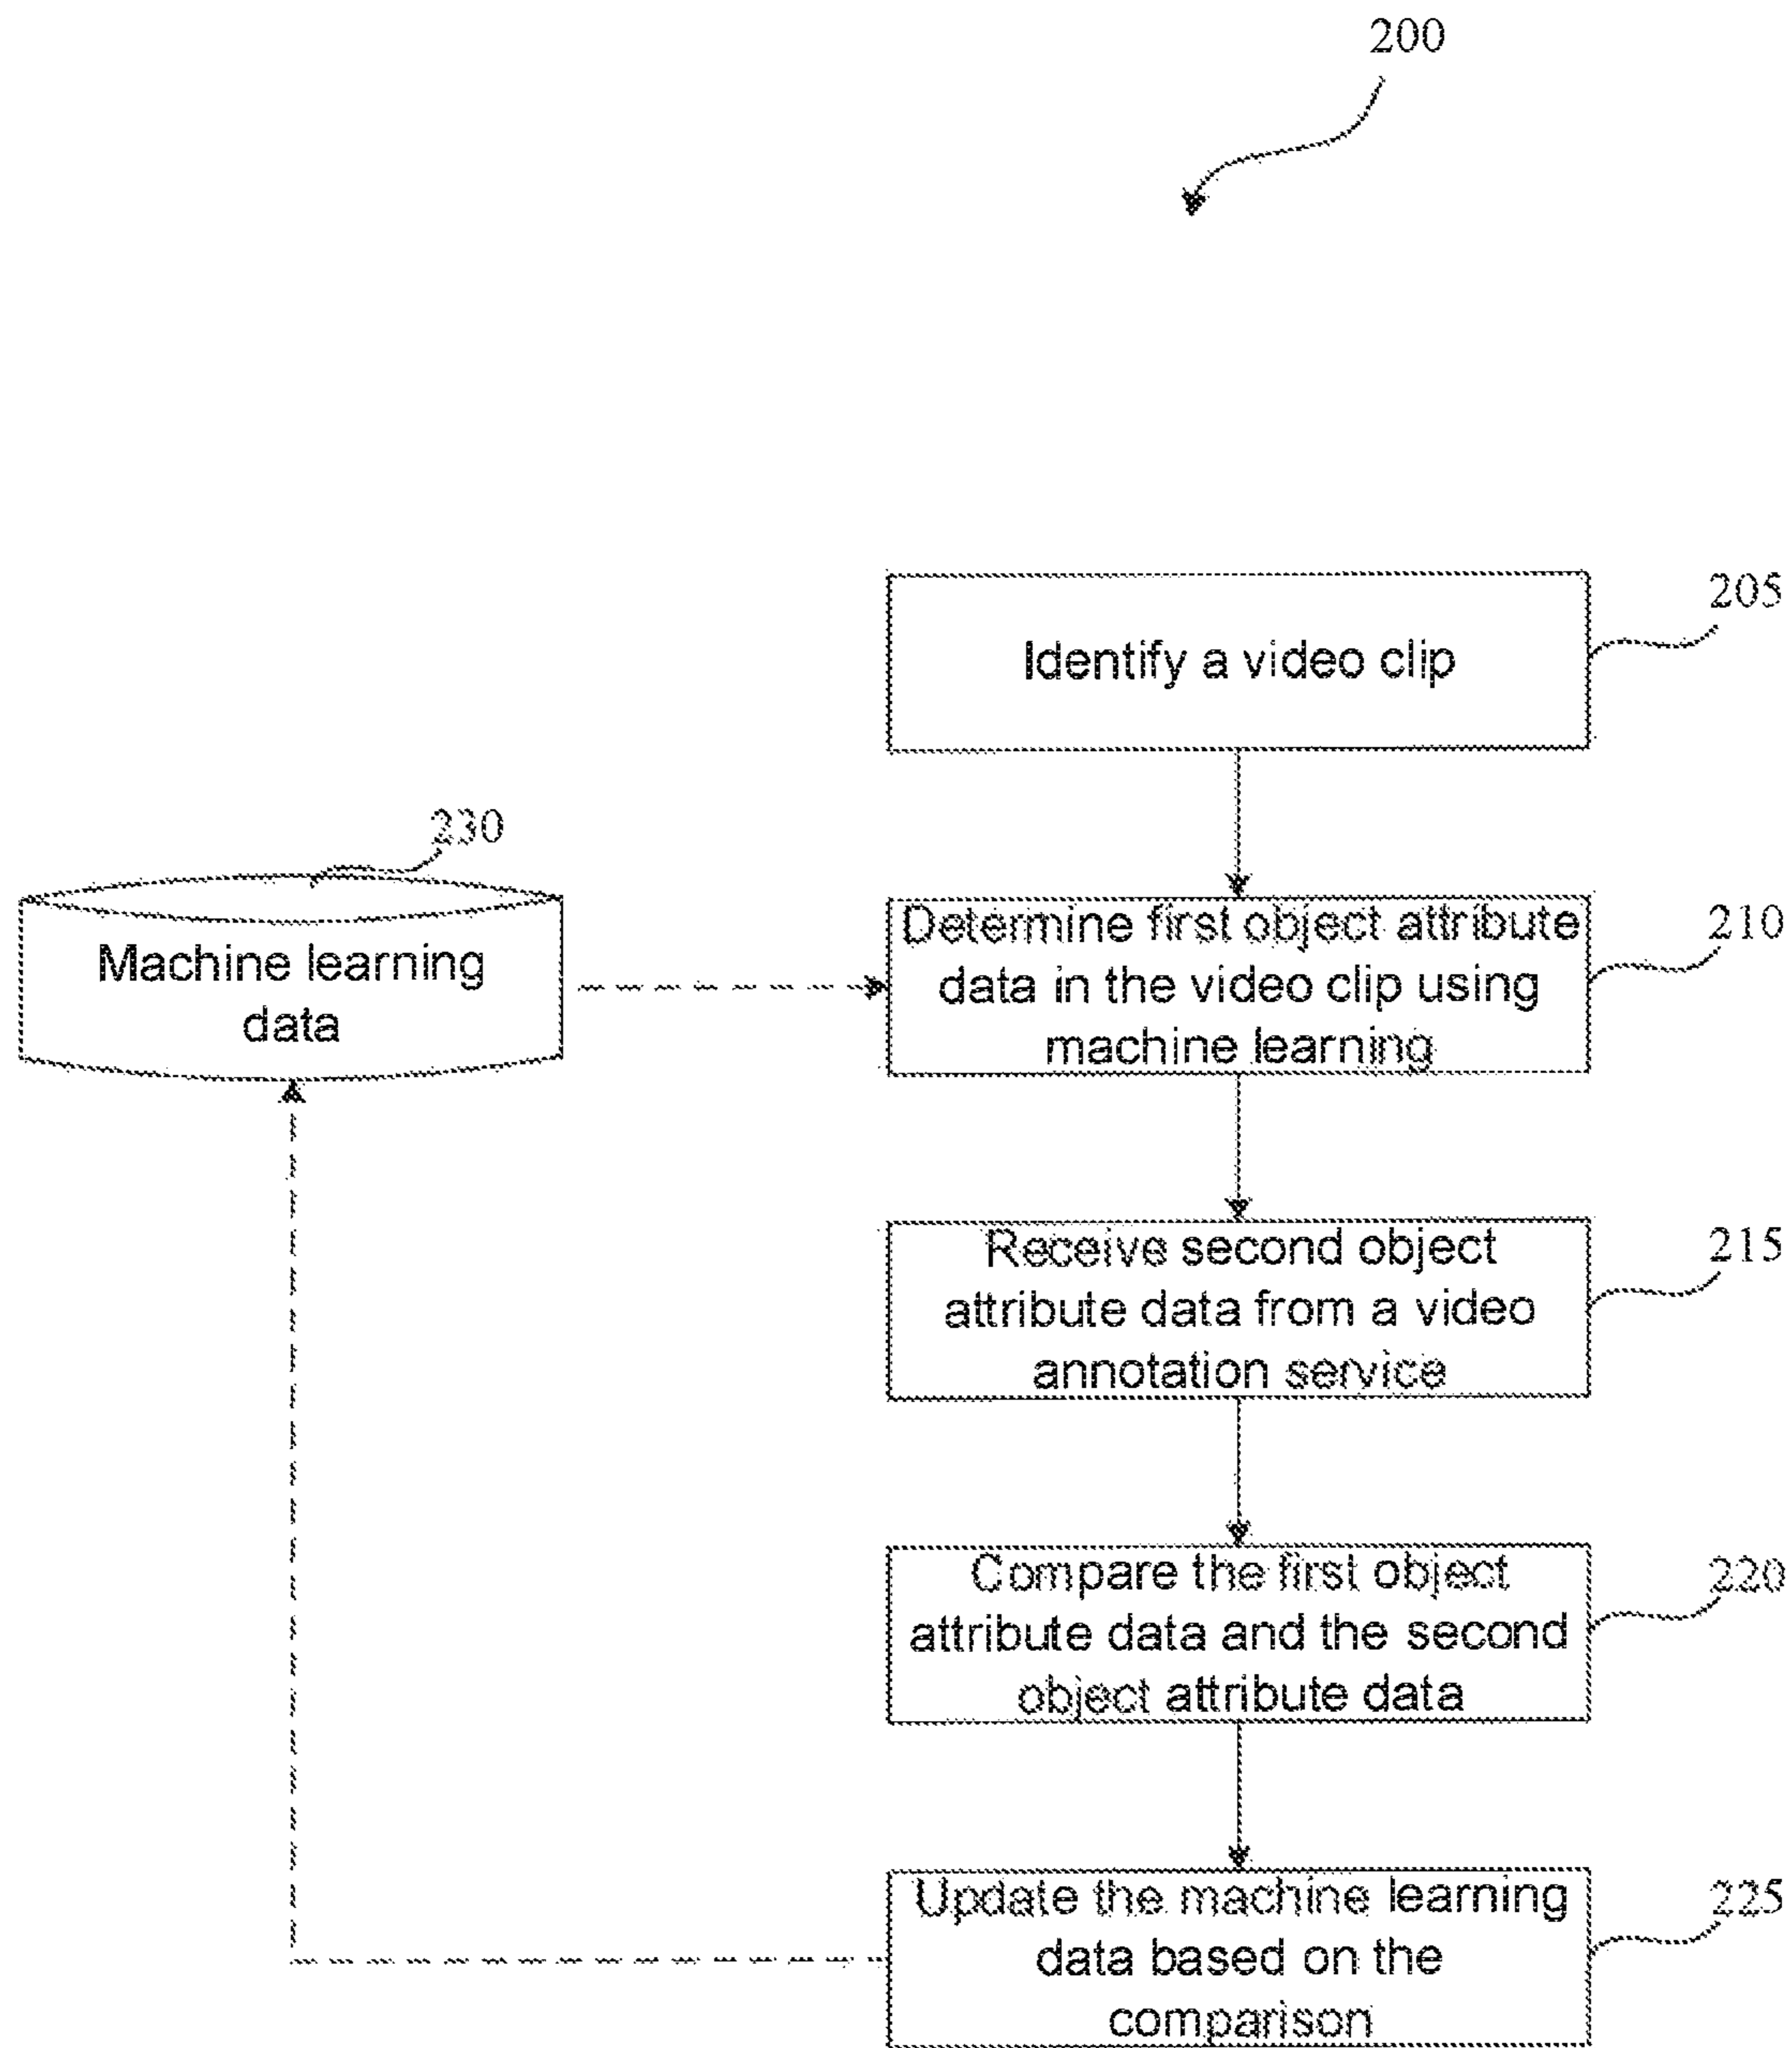 200
205
Identify a video clip
230
Machine learning
data
210
Determine first object attribute
data in the video clip using
machine learning
215
Receive second object
attribute data from a video
annotation service
220
Compare the first object
attribute data and the second
object attribute data
225
Update the machine learning
data based on the
comparison